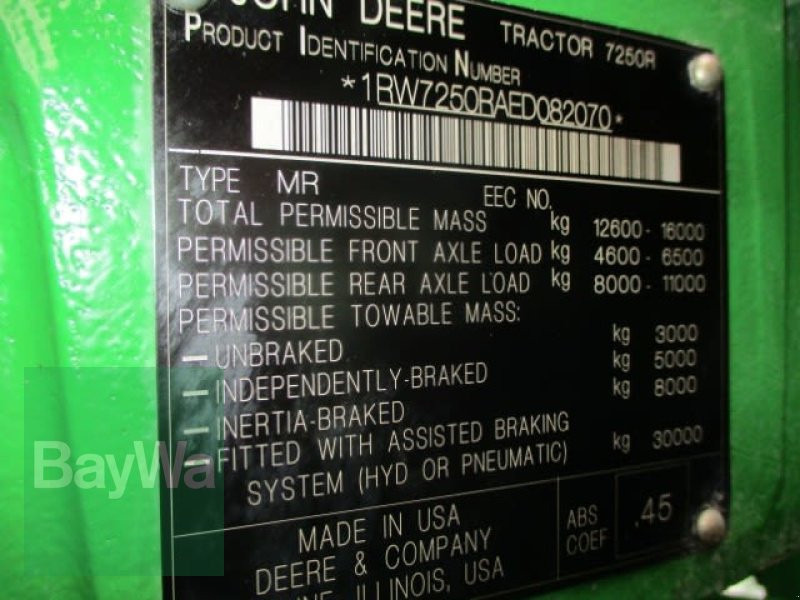 JOHN DEERE TRACTOR 7250R
PRODUCT IDENTIFICATION NUMBER
*1RW7250RAED082070*
TYPE MR
EEC NO.
TOTAL PERMISSIBLE MASS kg 12600 - 16000
PERMISSIBLE FRONT AXLE LOAD kg 4600 - 6500
PERMISSIBLE REAR AXLE LOAD kg 8000 - 11000
PERMISSIBLE TOWABLE MASS:
— UNBRAKED kg 3000
— INDEPENDENTLY-BRAKED kg 5000
— INERTIA-BRAKED kg 8000
— FITTED WITH ASSISTED BRAKING kg 30000
SYSTEM (HYD OR PNEUMATIC)
MADE IN USA
DEERE & COMPANY
INE, ILLINOIS, USA
ABS
COEF
.45
BayWa